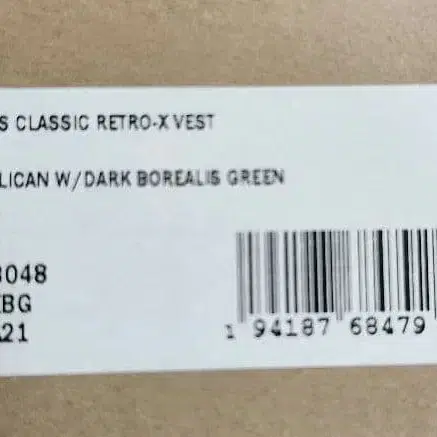 S CLASSIC RETRO-X VEST
LICAN W/DARK BOREALIS GREEN
3048
BG
21
1 94187 68479